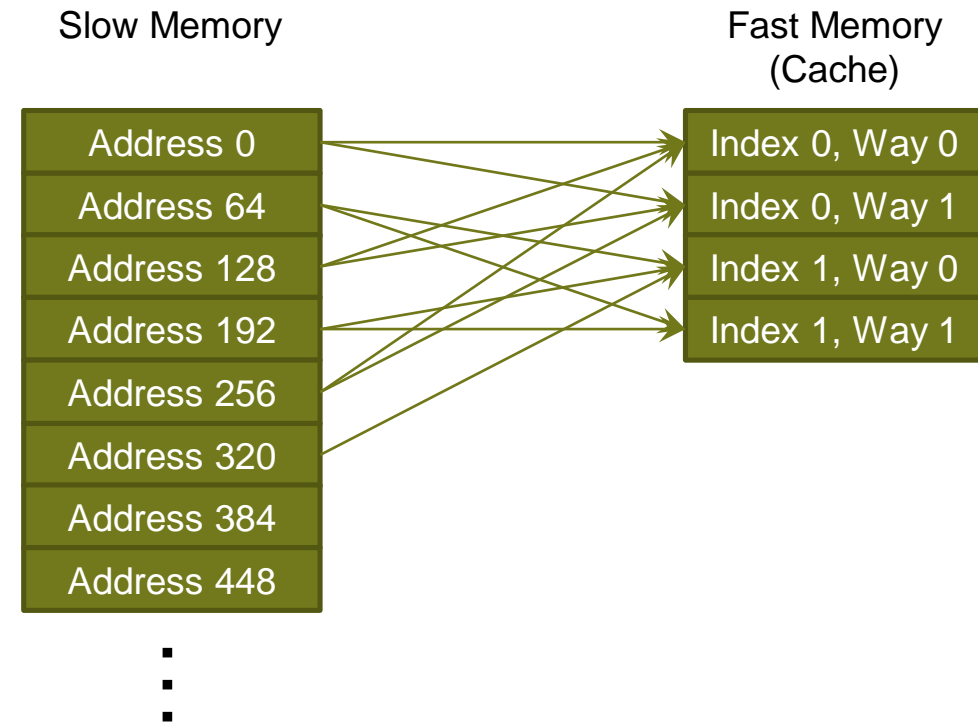 Slow Memory
Fast Memory
(Cache)
Address 0
Address 64
Address 128
Address 192
Address 256
Address 320
Address 384
Address 448
Index 0, Way 0
Index 0, Way 1
Index 1, Way 0
Index 1, Way 1